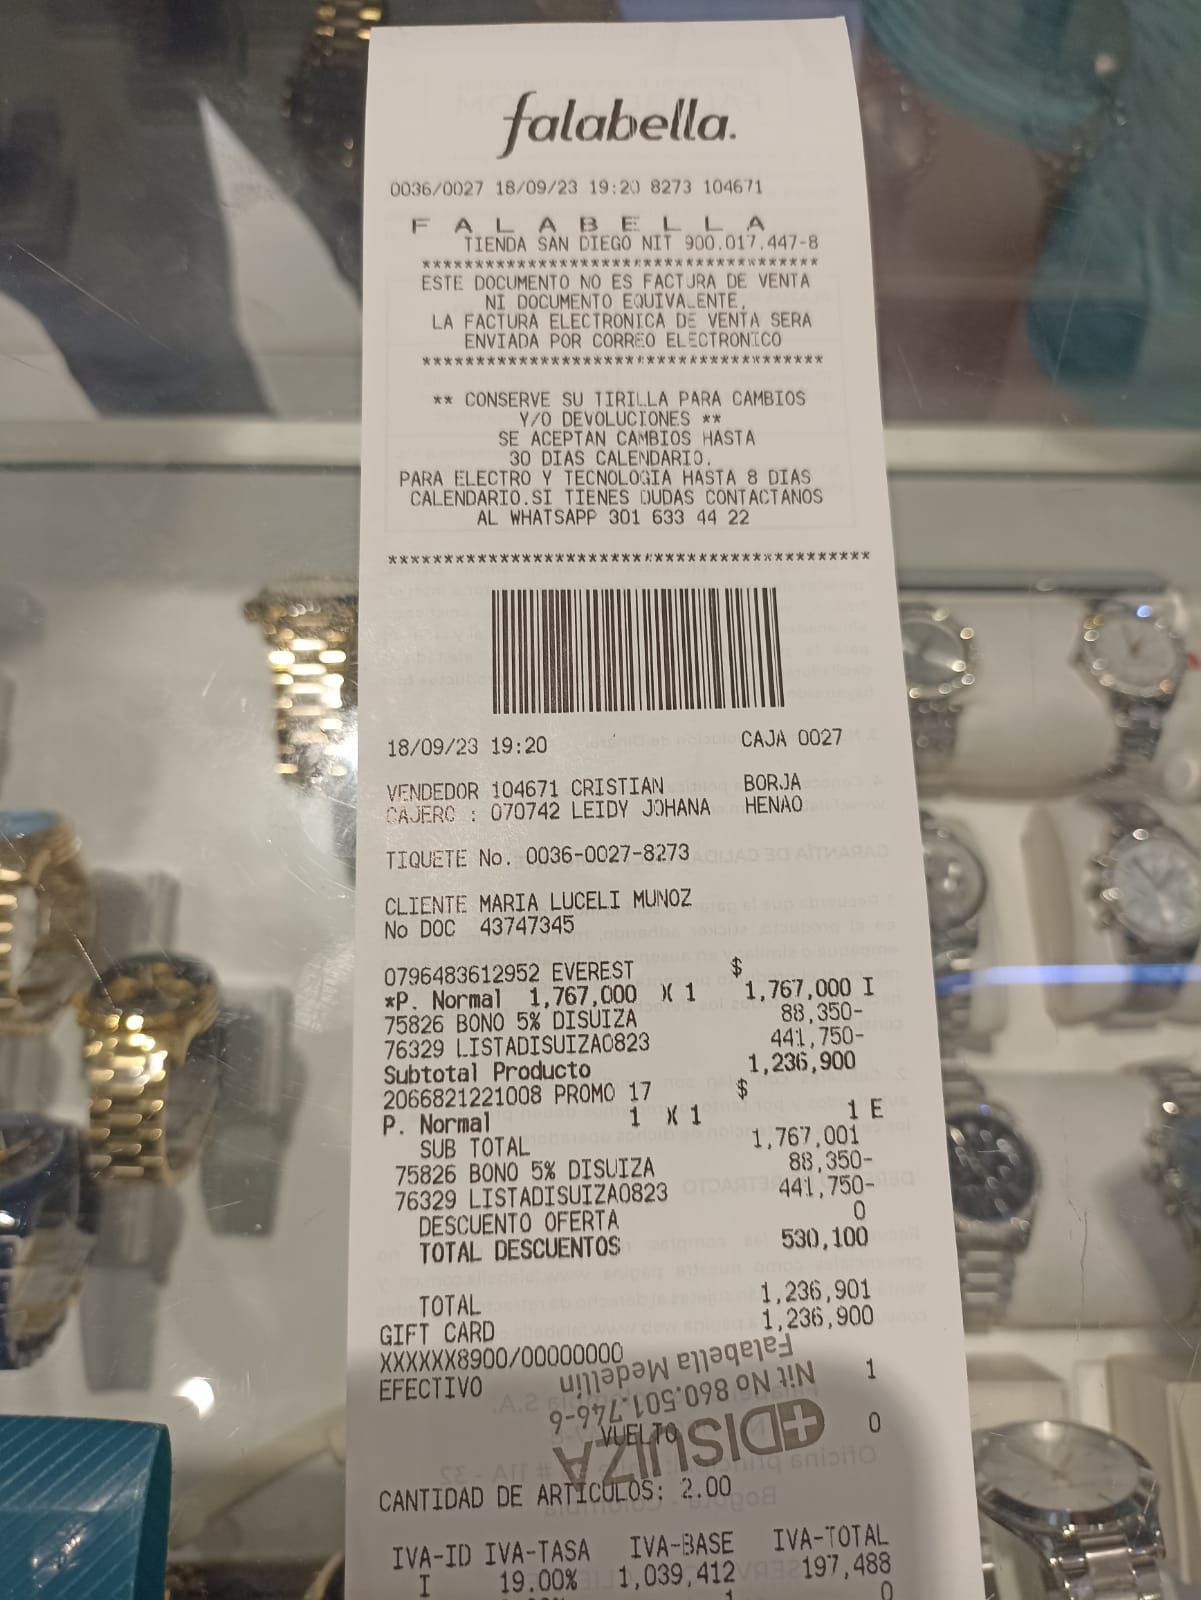 falabella.
0036/0027 18/09/23 19:20 8273 104671
F A L A B E L L A
TIENDA SAN DIEGO NIT 900.017.447-8
**************************************
ESTE DOCUMENTO NO ES FACTURA DE VENTA
NI DOCUMENTO EQUIVALENTE,
LA FACTURA ELECTRONICA DE VENTA SERA
ENVIADA POR CORREO ELECTRONICO
**************************************
** CONSERVE SU TIRILLA PARA CAMBIOS
Y/O DEVOLUCIONES **
SE ACEPTAN CAMBIOS HASTA
30 DIAS CALENDARIO.
PARA ELECTRO Y TECNOLOGIA HASTA 8 DIAS
CALENDARIO.SI TIENES DUDAS CONTACTANOS
AL WHATSAPP 301 633 44 22
********************************************
18/09/23 19:20 CAJA 0027
VENDEDOR 104671 CRISTIAN BORJA
CAJERO : 070742 LEIDY JOHANA HENAO
TIQUETE No. 0036-0027-8273
CLIENTE MARIA LUCELI MUNOZ
No DOC 43747345
0796483612952 EVEREST $
*P. Normal 1,767,000 X 1 1,767,000 I
75826 BONO 5% DISUIZA 88,350-
76329 LISTADISUIZA0823 441,750-
Subtotal Producto 1,236,900
2066821221008 PROMO 17 $
P. Normal 1 X 1 1 E
SUB TOTAL 1,767,001
75826 BONO 5% DISUIZA 88,350-
76329 LISTADISUIZA0823 441,750-
DESCUENTO OFERTA 0
TOTAL DESCUENTOS 530,100
TOTAL 1,236,901
GIFT CARD 1,236,900
XXXXXX8900/00000000
EFECTIVO 1
VUELTO 0
DISUIZA
Nit No 860.501.746-6
Falabella Medellin
CANTIDAD DE ARTICULOS: 2.00
IVA-ID IVA-TASA IVA-BASE IVA-TOTAL
I 19.00% 1,039,412 197,488